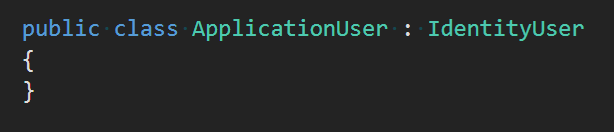 public class ApplicationUser : IdentityUser
{
}